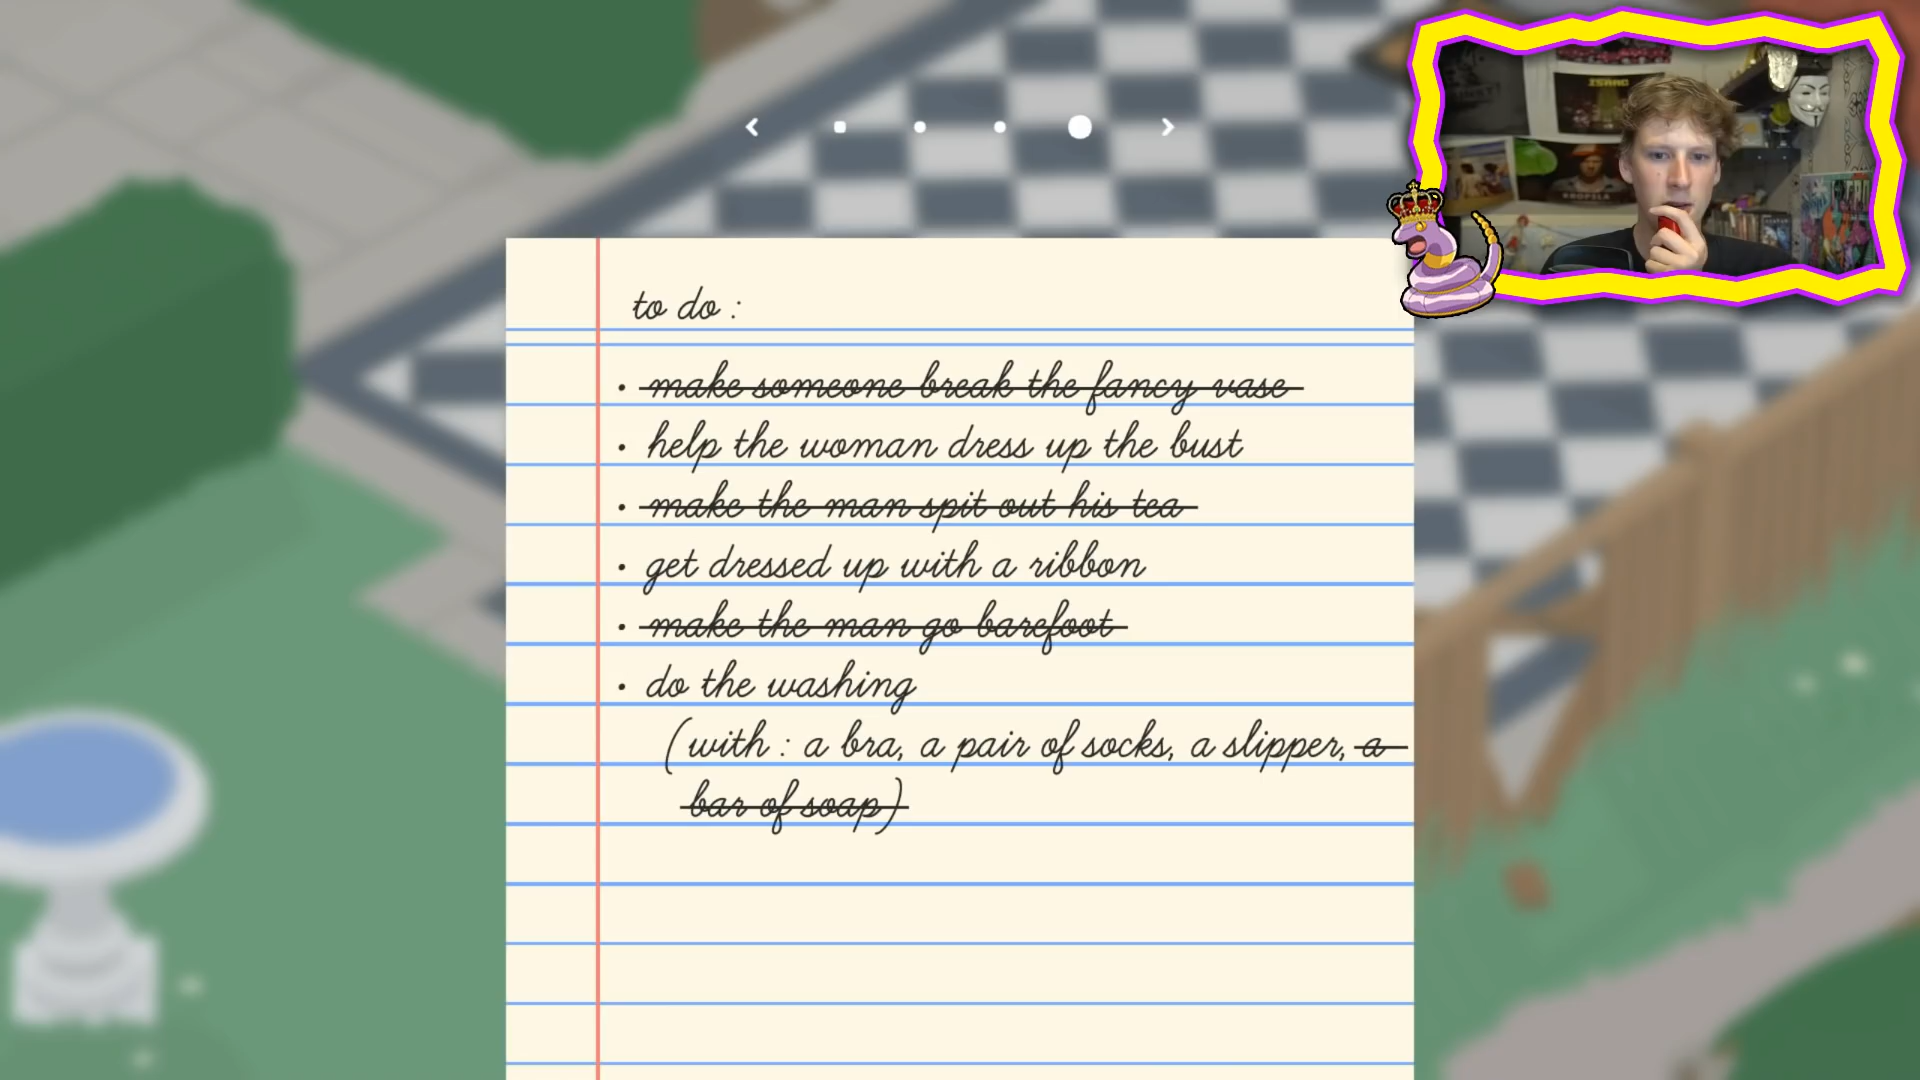 to do :
• make someone break the fancy vase
• help the woman dress up the bust
• make the man spit out his tea
• get dressed up with a ribbon
• make the man go barefoot
• do the washing
(with : a bra, a pair of socks, a slipper, a
bar of soap)
ISAAC